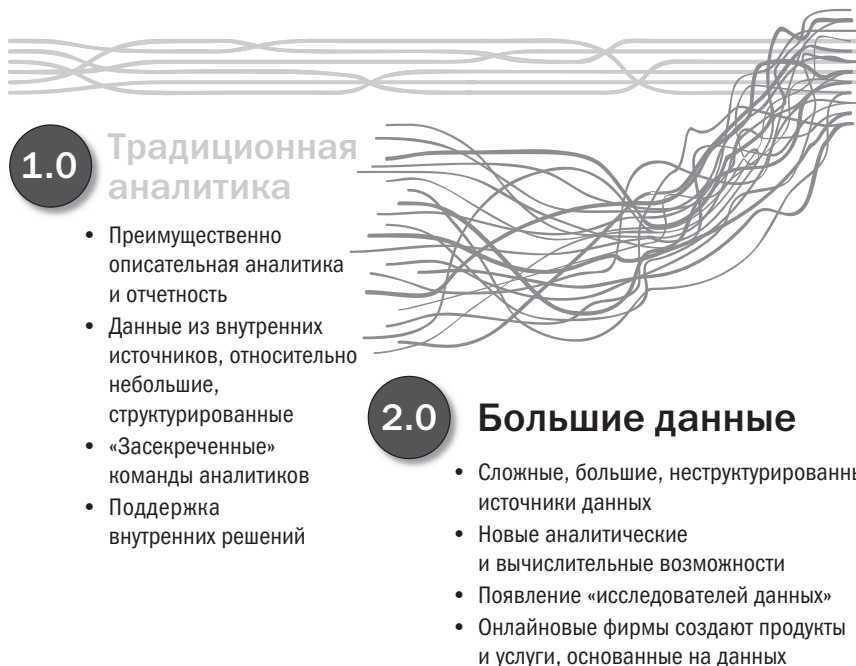 1.0
Традиционная
аналитика
• Преимущественно
описательная аналитика
и отчетность
• Данные из внутренних
источников, относительно
небольшие,
структурированные
• «Засекреченные»
команды аналитиков
• Поддержка
внутренних решений
2.0
Большие данные
• Сложные, большие,
источники данных
• Новые аналитические
и вычислительные возможности
• Появление «исследователей данных»
• Онлайновые фирмы создают продукты
и услуги, основанные на данных